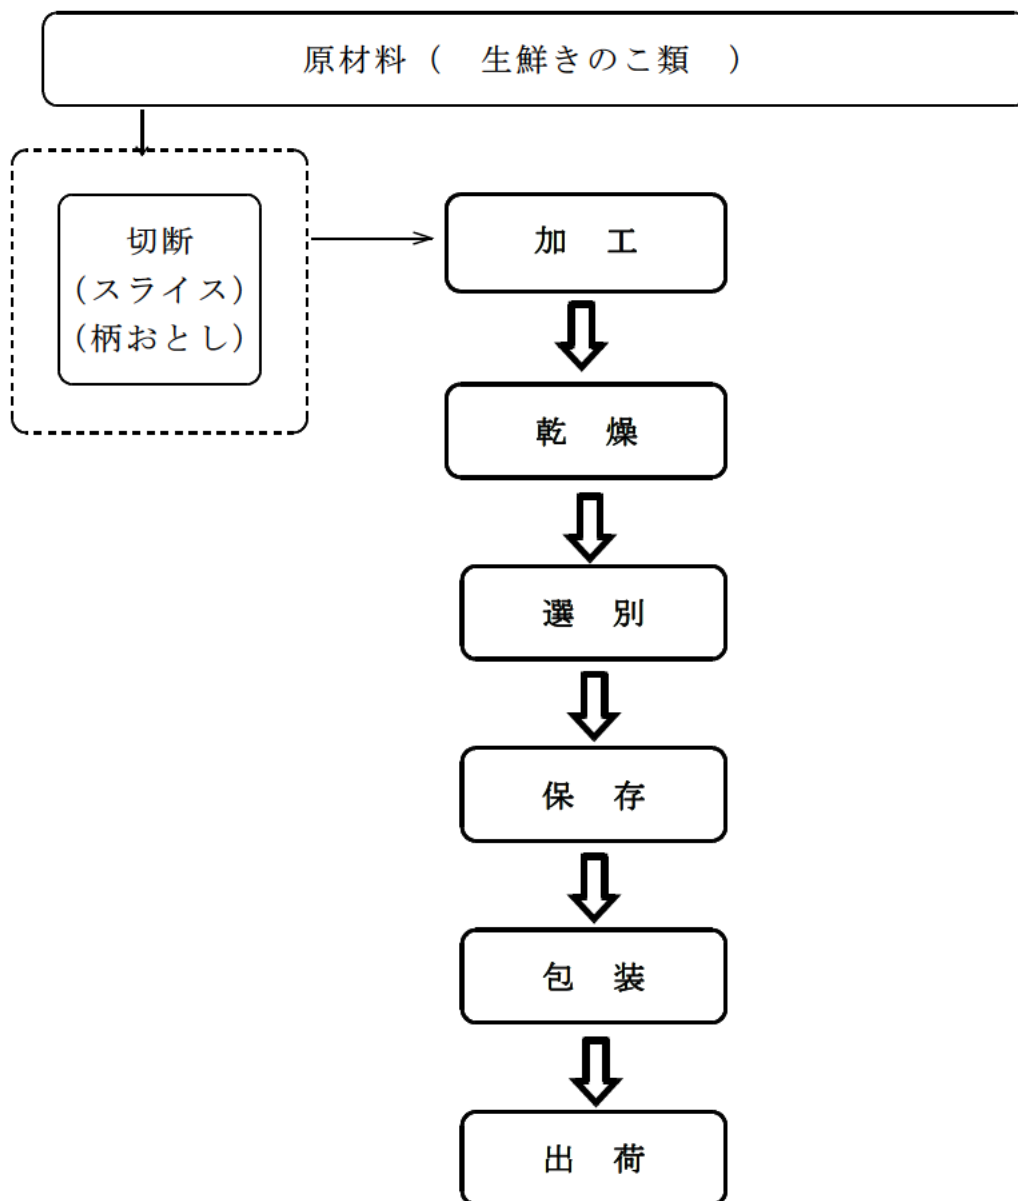 原材料（　生鮮きのこ類　）
切断
（スライス）
（柄おとし）
加　工
乾　燥
選　別
保　存
包　装
出　荷